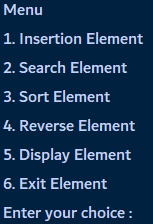 Menu
1. Insertion Element
2. Search Element
3. Sort Element
4. Reverse Element
5. Display Element
6. Exit Element
Enter your choice :